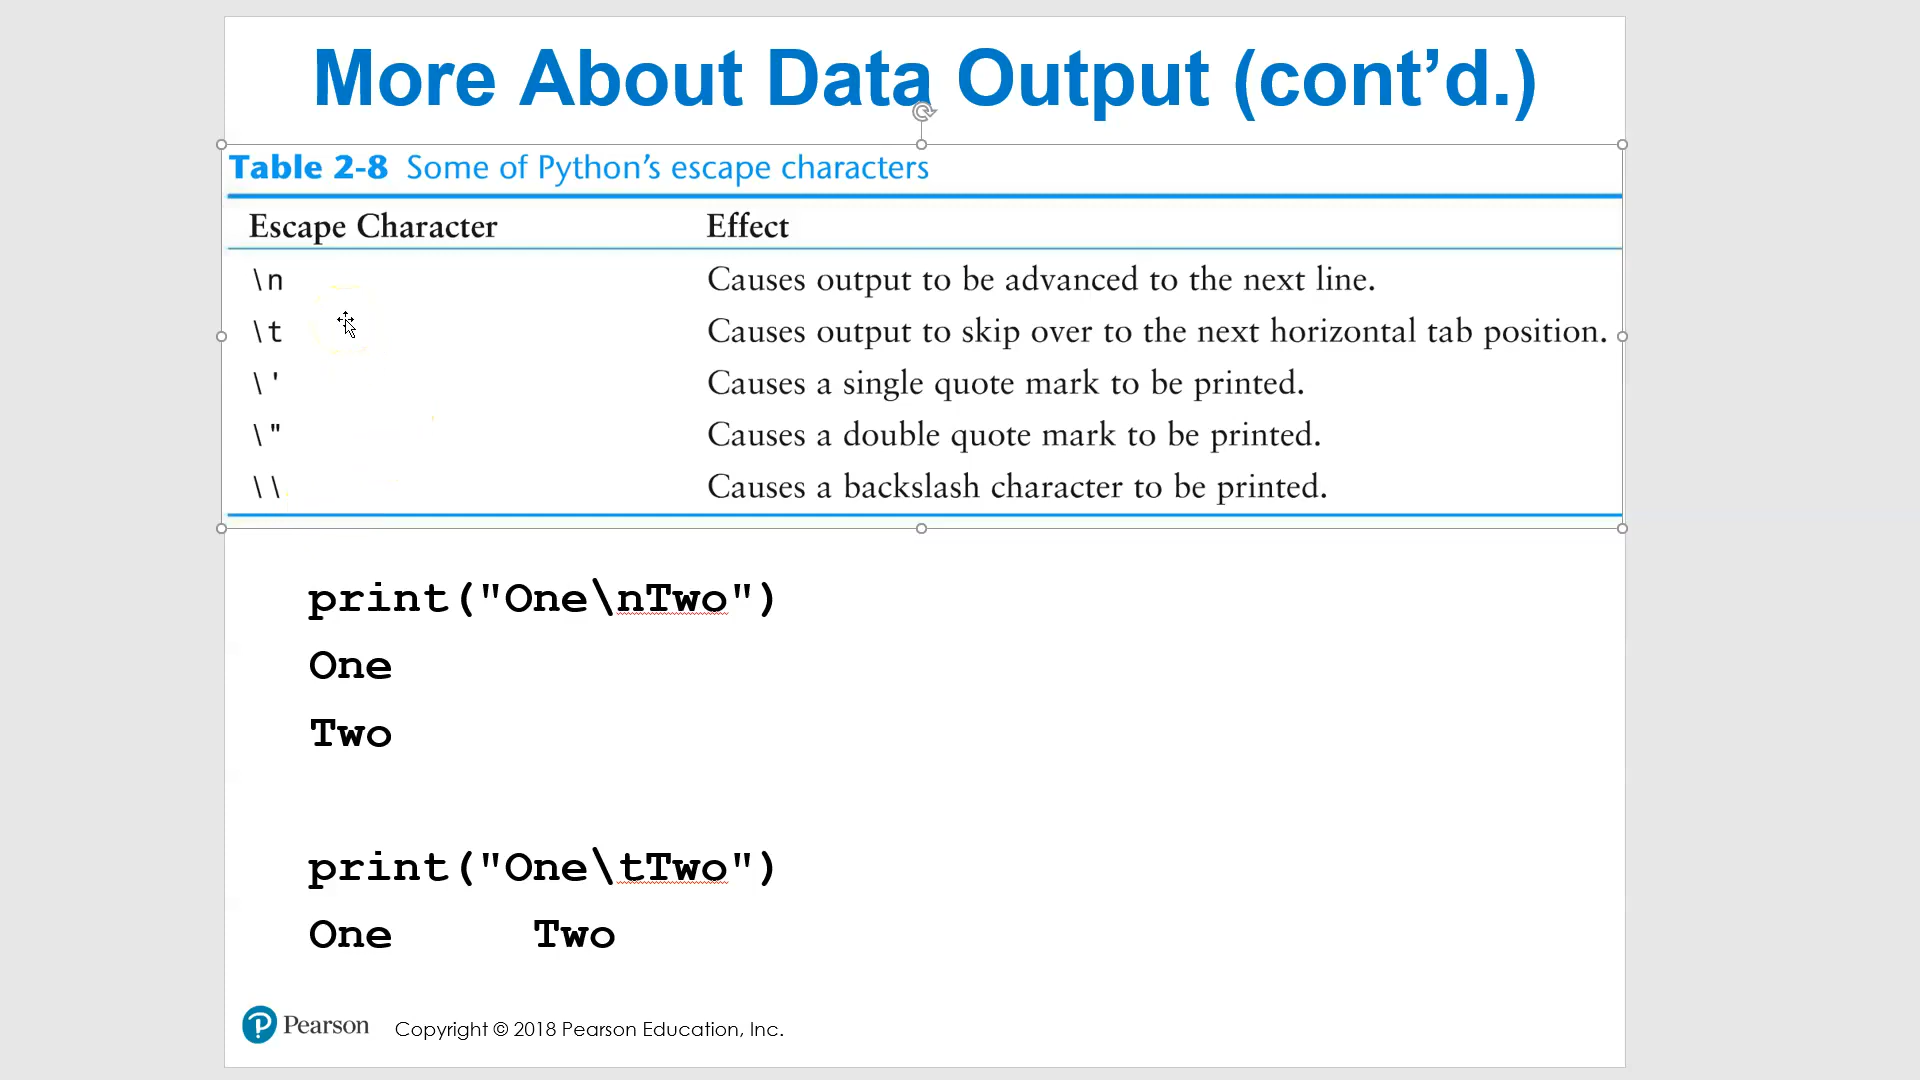 More About Data Output (cont’d.)
Table 2-8 Some of Python’s escape characters
Escape Character Effect
\n Causes output to be advanced to the next line.
\t Causes output to skip over to the next horizontal tab position.
\' Causes a single quote mark to be printed.
\" Causes a double quote mark to be printed.
\\ Causes a backslash character to be printed.
print("One\nTwo")
One
Two
print("One\tTwo")
One Two
Pearson Copyright © 2018 Pearson Education, Inc.